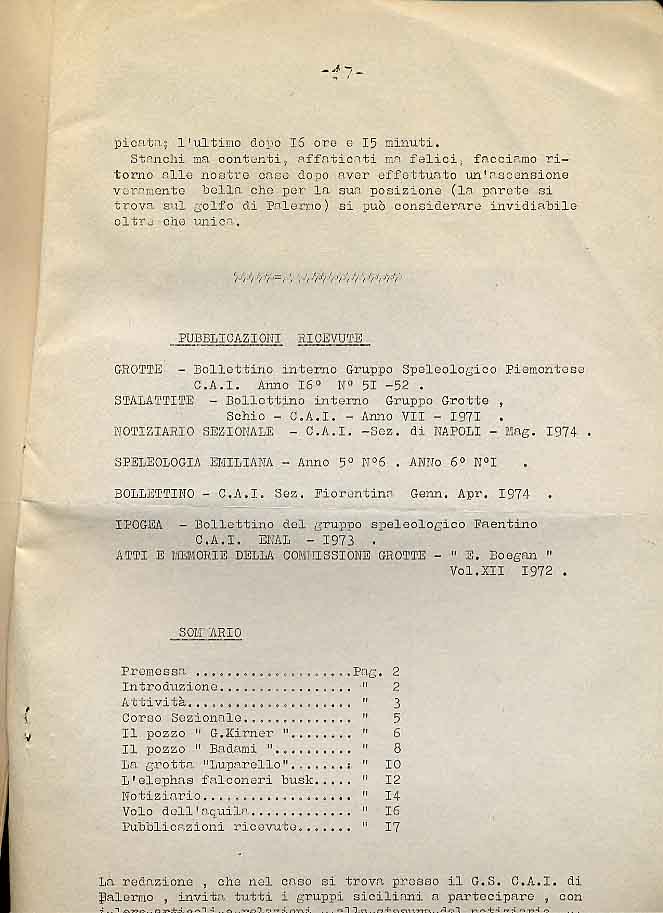 -17-
picata; l'ultimo dopo I6 ore e I5 minuti.
Stanchi ma contenti, affaticati ma felici, facciamo ri-
torno alle nostre case dopo aver effettuato un'ascensione
veramente bella che per la sua posizione (la parete si
trova sul golfo di Palermo) si può considerare invidiabile
oltre che unica.
PUBBLICAZIONI RICEVUTE
GROTTE - Bollettino interno Gruppo Speleologico Piemontese
C.A.I. Anno I6° N° 5I -52 .
STALATTITE - Bollettino interno Gruppo Grotte ,
Schio - C.A.I. - Anno VII - I97I .
NOTIZIARIO SEZIONALE - C.A.I. -Sez. di NAPOLI - Mag. I974 .
SPELEOLOGIA EMILIANA - Anno 5° N°6 . ANNo 6° N°I .
BOLLETTINO - C.A.I. Sez. Fiorentina Genn. Apr. I974 .
IPOGEA - Bollettino del gruppo speleologico Faentino
C.A.I. ENAL - I973 .
ATTI E MEMORIE DELLA COMMISSIONE GROTTE - " E. Boegan "
Vol.XII I972 .
SOMMARIO
Premessa ....................Pag. 2
Introduzione................. " 2
Attività..................... " 3
Corso Sezionale.............. " 5
Il pozzo " G.Kirner "........ " 6
Il pozzo " Badami ".......... " 8
La grotta "Luparello"........ " IO
L'elephas falconeri busk..... " I2
Notiziario................... " I4
Volo dell'aquila............. " I6
Pubblicazioni ricevute....... " I7
La redazione , che nel caso si trova presso il G.S. C.A.I. di
Palermo , invita tutti i gruppi siciliani a partecipare , con